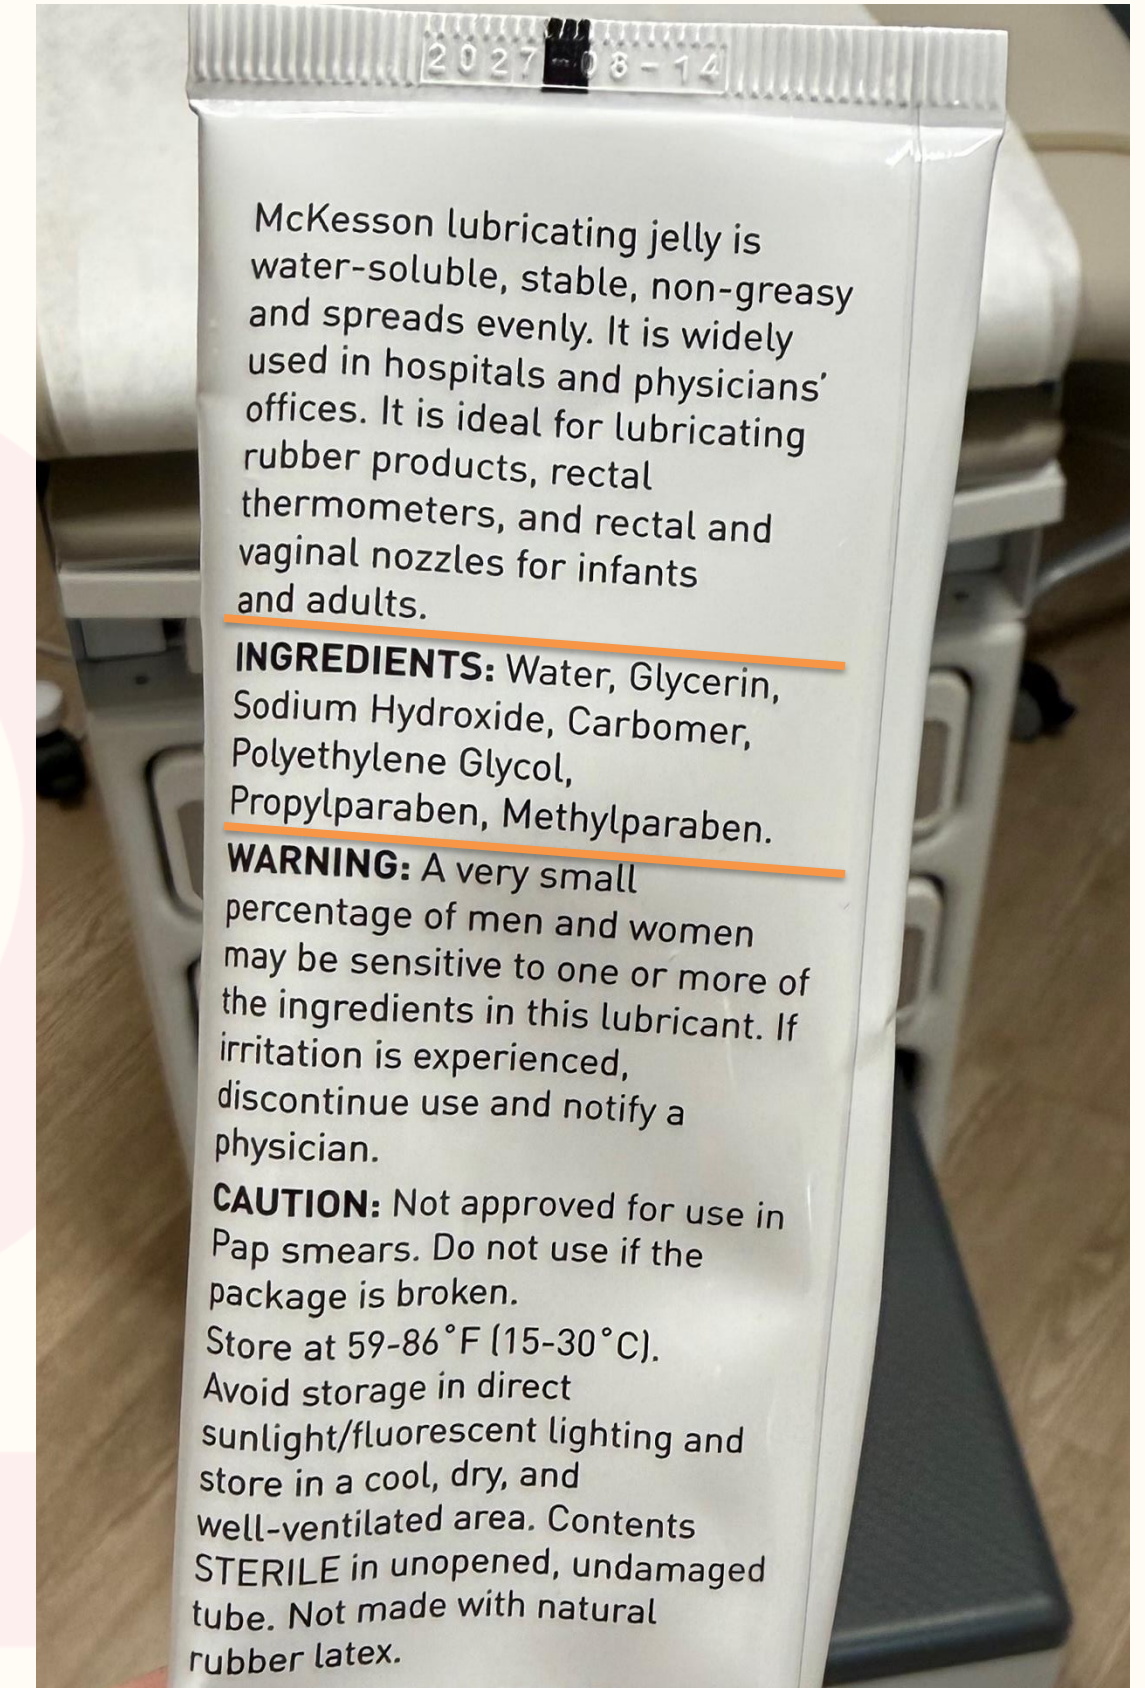 2027-08-14
McKesson lubricating jelly is
water-soluble, stable, non-greasy
and spreads evenly. It is widely
used in hospitals and physicians'
offices. It is ideal for lubricating
rubber products, rectal
thermometers, and rectal and
vaginal nozzles for infants
and adults.
INGREDIENTS: Water, Glycerin,
Sodium Hydroxide, Carbomer,
Polyethylene Glycol,
Propylparaben, Methylparaben.
WARNING: A very small
percentage of men and women
may be sensitive to one or more of
the ingredients in this lubricant. If
irritation is experienced,
discontinue use and notify a
physician.
CAUTION: Not approved for use in
Pap smears. Do not use if the
package is broken.
Store at 59-86°F (15-30°C).
Avoid storage in direct
sunlight/fluorescent lighting and
store in a cool, dry, and
well-ventilated area. Contents
STERILE in unopened, undamaged
tube. Not made with natural
rubber latex.